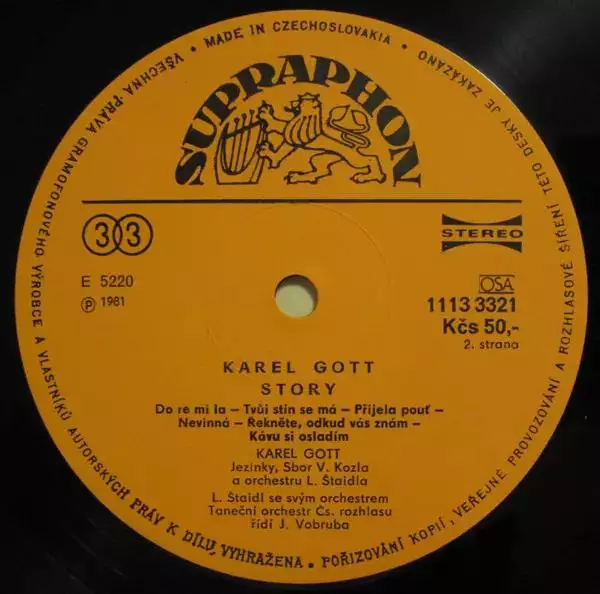 MADE IN CZECHOSLOVAKIA •
VŠECHNA PRÁVA GRAMOFONOVÉHO VÝROBCE A VLASTNÍKŮ AUTORSKÝCH PRÁV K DÍLU VYHRAŽENA • POŘIZOVÁNÍ KOPIÍ, VEŘEJNÉ PROVOZOVÁNÍ A ROZHLASOVÉ ŠÍŘENÍ TÉTO DESKY JE ZAKÁZÁNO •
SUPRAPHON
33
STEREO
E 5220
℗ 1981
OSA
1113 3321
Kčs 50,-
2. strana
KAREL GOTT
STORY
Do re mi la – Tvůj stín se má – Přijela pouť –
Nevinná – Řekněte, odkud vás znám –
Kávu si osladím
KAREL GOTT
Jezinky, Sbor V. Kozla
a orchestr L. Štaidla
L. Štaidl se svým orchestrem
Taneční orchestr Čs. rozhlasu
řídí J. Vobruba